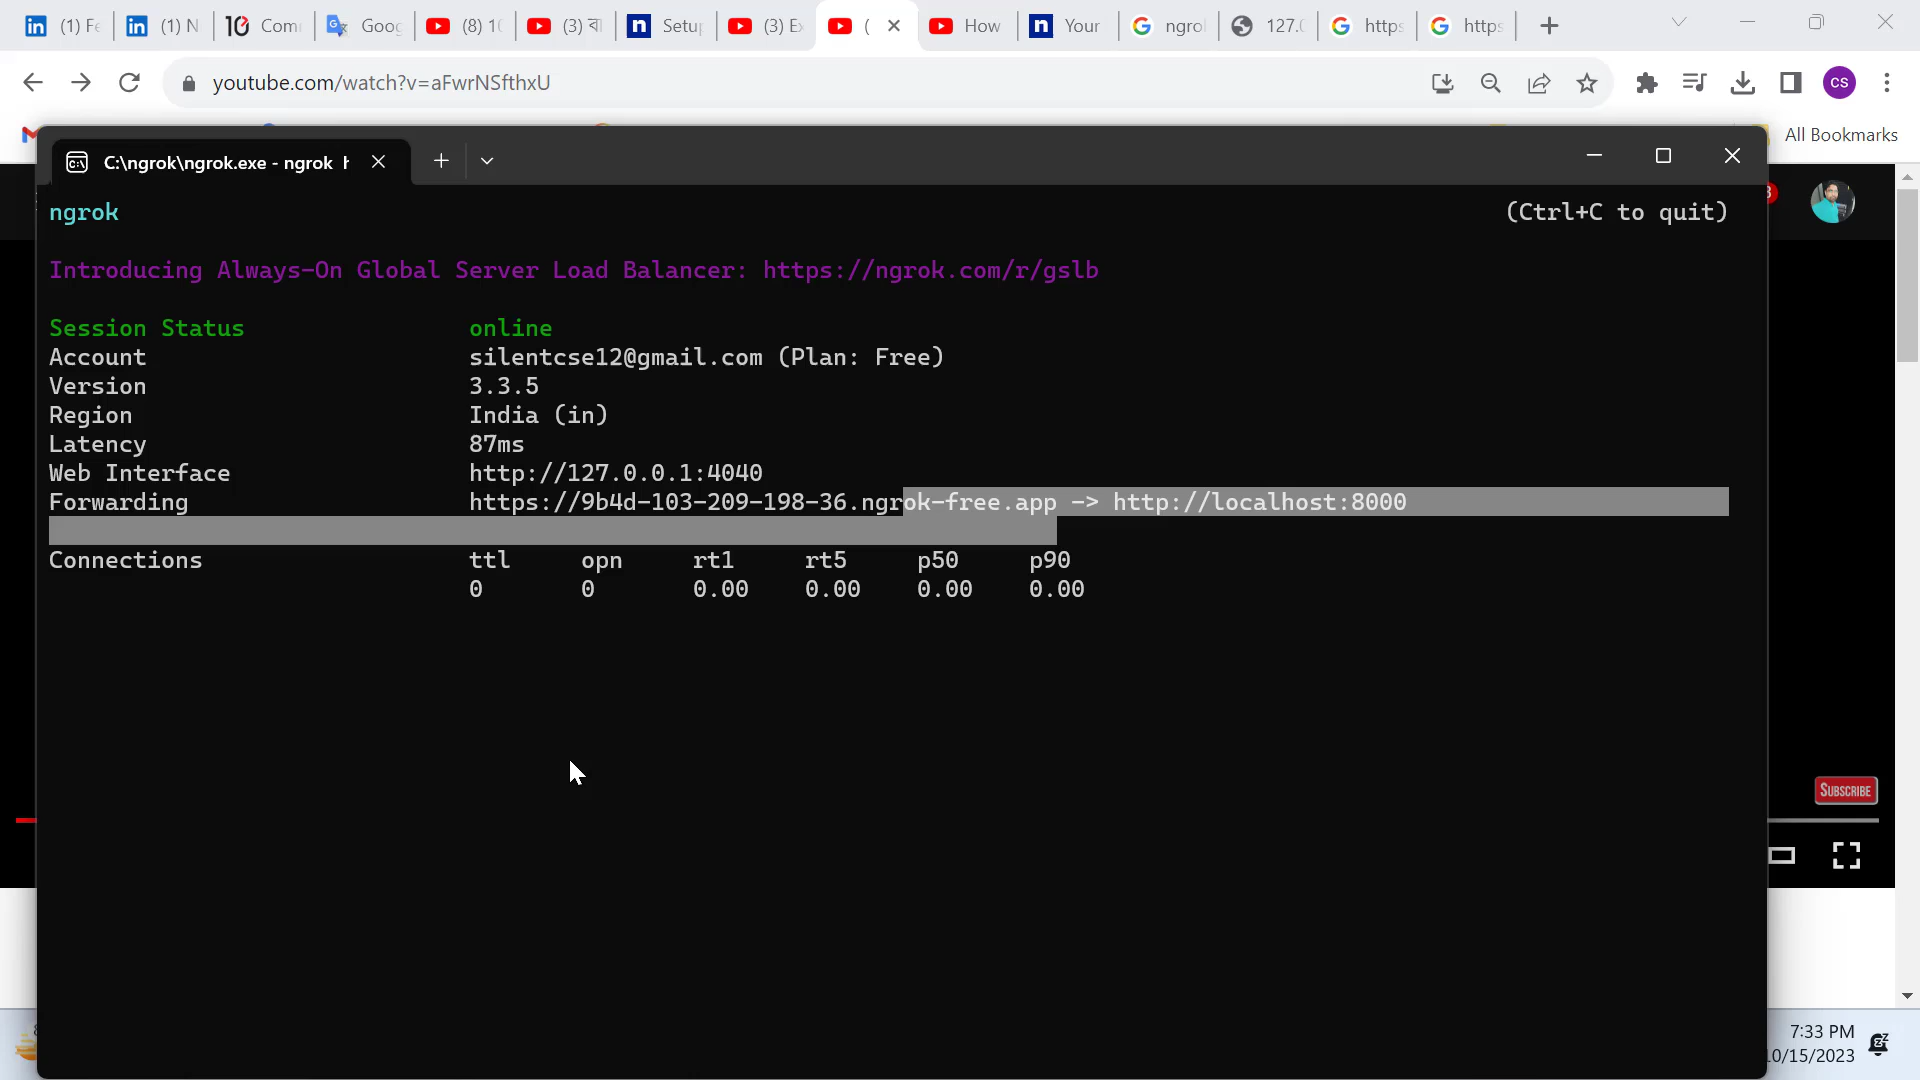 (1) Fe
(1) N
Com
Goog
(8) 10
(3)
Setup
(3) E
(
How
Your
ngro
127.0
https
https
youtube.com/watch?v=aFwrNSfthxU
CS
All Bookmarks
C:\ngrok\ngrok.exe - ngrok h
ngrok (Ctrl+C to quit)
Introducing Always-On Global Server Load Balancer: https://ngrok.com/r/gslb
Session Status online
Account silentcse12@gmail.com (Plan: Free)
Version 3.3.5
Region India (in)
Latency 87ms
Web Interface http://127.0.0.1:4040
Forwarding https://9b4d-103-209-198-36.ngrok-free.app -> http://localhost:8000
Connections ttl opn rt1 rt5 p50 p90
0 0 0.00 0.00 0.00 0.00
SUBSCRIBE
7:33 PM
10/15/2023